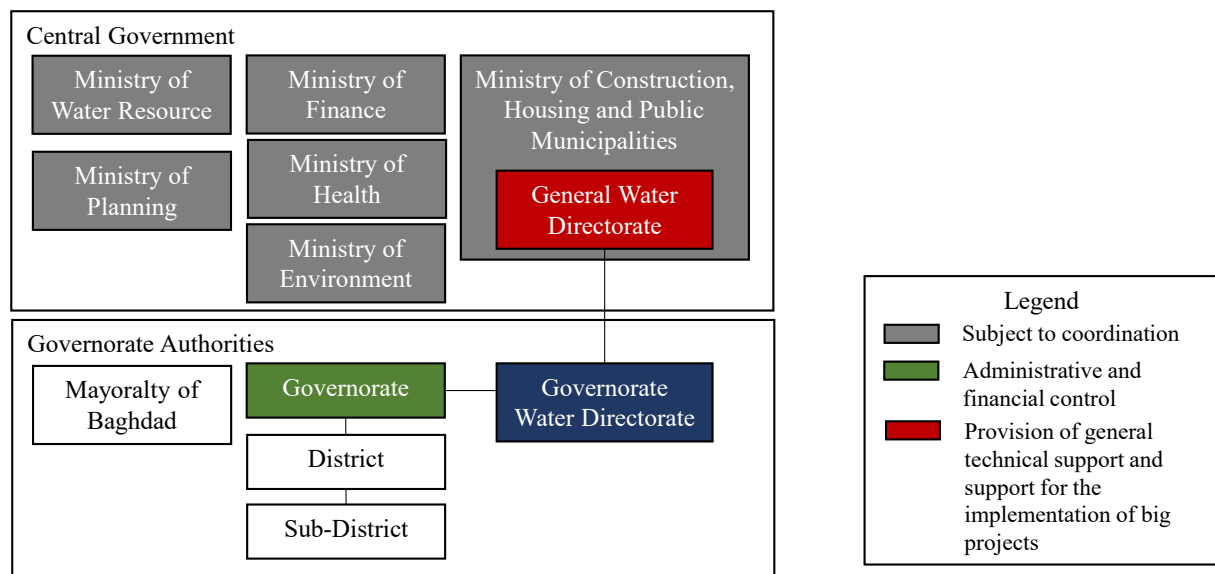 Central Government
Ministry of
Water Resource
Ministry of
Finance
Ministry of Construction,
Housing and Public
Municipalities
Ministry of
Planning
Ministry of
Health
General Water
Directorate
Ministry of
Environment
Governorate Authorities
Mayoralty of
Baghdad
Governorate
Governorate
Water Directorate
District
Sub-District
Legend
Subject to coordination
Administrative and
financial control
Provision of general
technical support and
support for the
implementation of big
projects